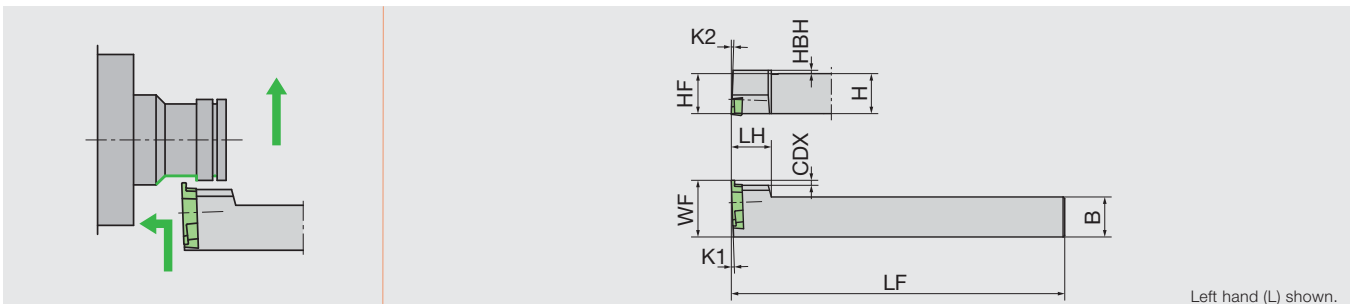 K2
HBH
HF
H
LH
CDX
WF
B
K1
LF
Left hand (L) shown.